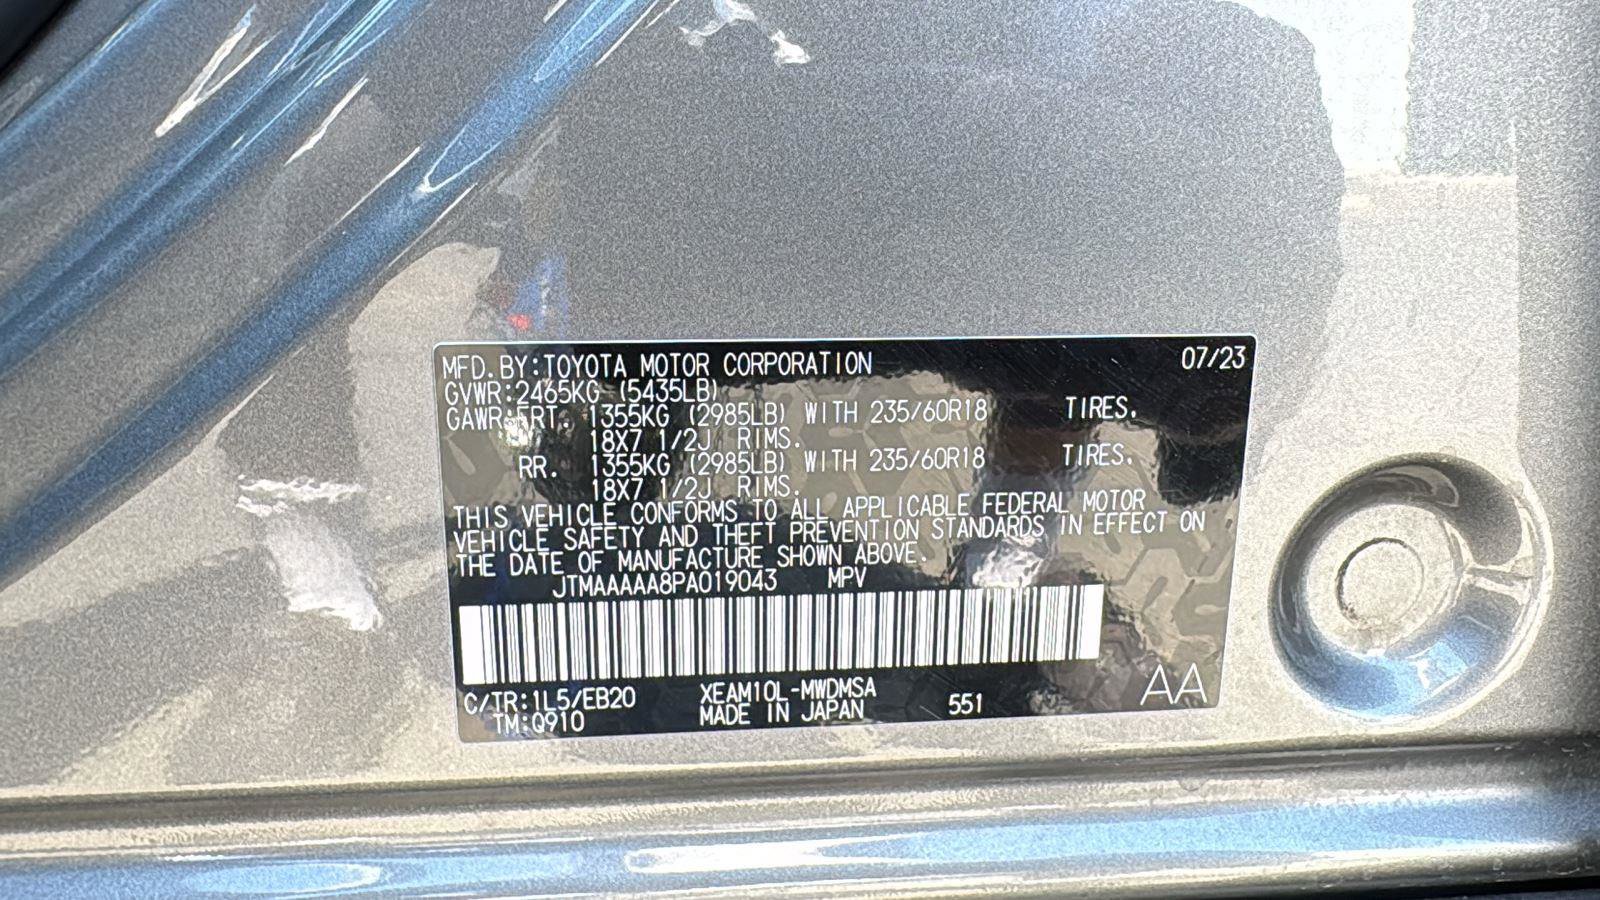 MFD.BY:TOYOTA MOTOR CORPORATION 07/23
GVWR:2465KG (5435LB)
GAWR:FRT. 1355KG (2985LB) WITH 235/60R18 TIRES.
18X7 1/2J RIMS.
RR. 1355KG (2985LB) WITH 235/60R18 TIRES.
18X7 1/2J RIMS.
THIS VEHICLE CONFORMS TO ALL APPLICABLE FEDERAL MOTOR
VEHICLE SAFETY AND THEFT PREVENTION STANDARDS IN EFFECT ON
THE DATE OF MANUFACTURE SHOWN ABOVE.
JTMAAAAA8PA019043 MPV
C/TR:1L5/EB20 XEAM10L-MWDMSA 551 AA
TM:Q910 MADE IN JAPAN